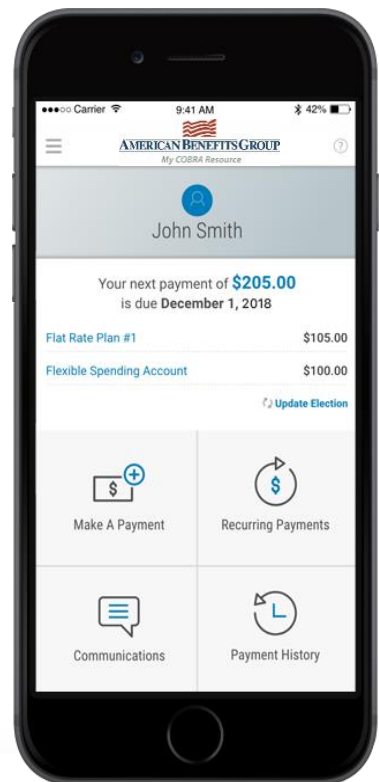 Carrier 9:41 AM 42%
AMERICAN BENEFITS GROUP
My COBRA Resource
?
John Smith
Your next payment of $205.00
is due December 1, 2018
Flat Rate Plan #1 $105.00
Flexible Spending Account $100.00
Update Election
$ $
Make A Payment Recurring Payments
Communications Payment History